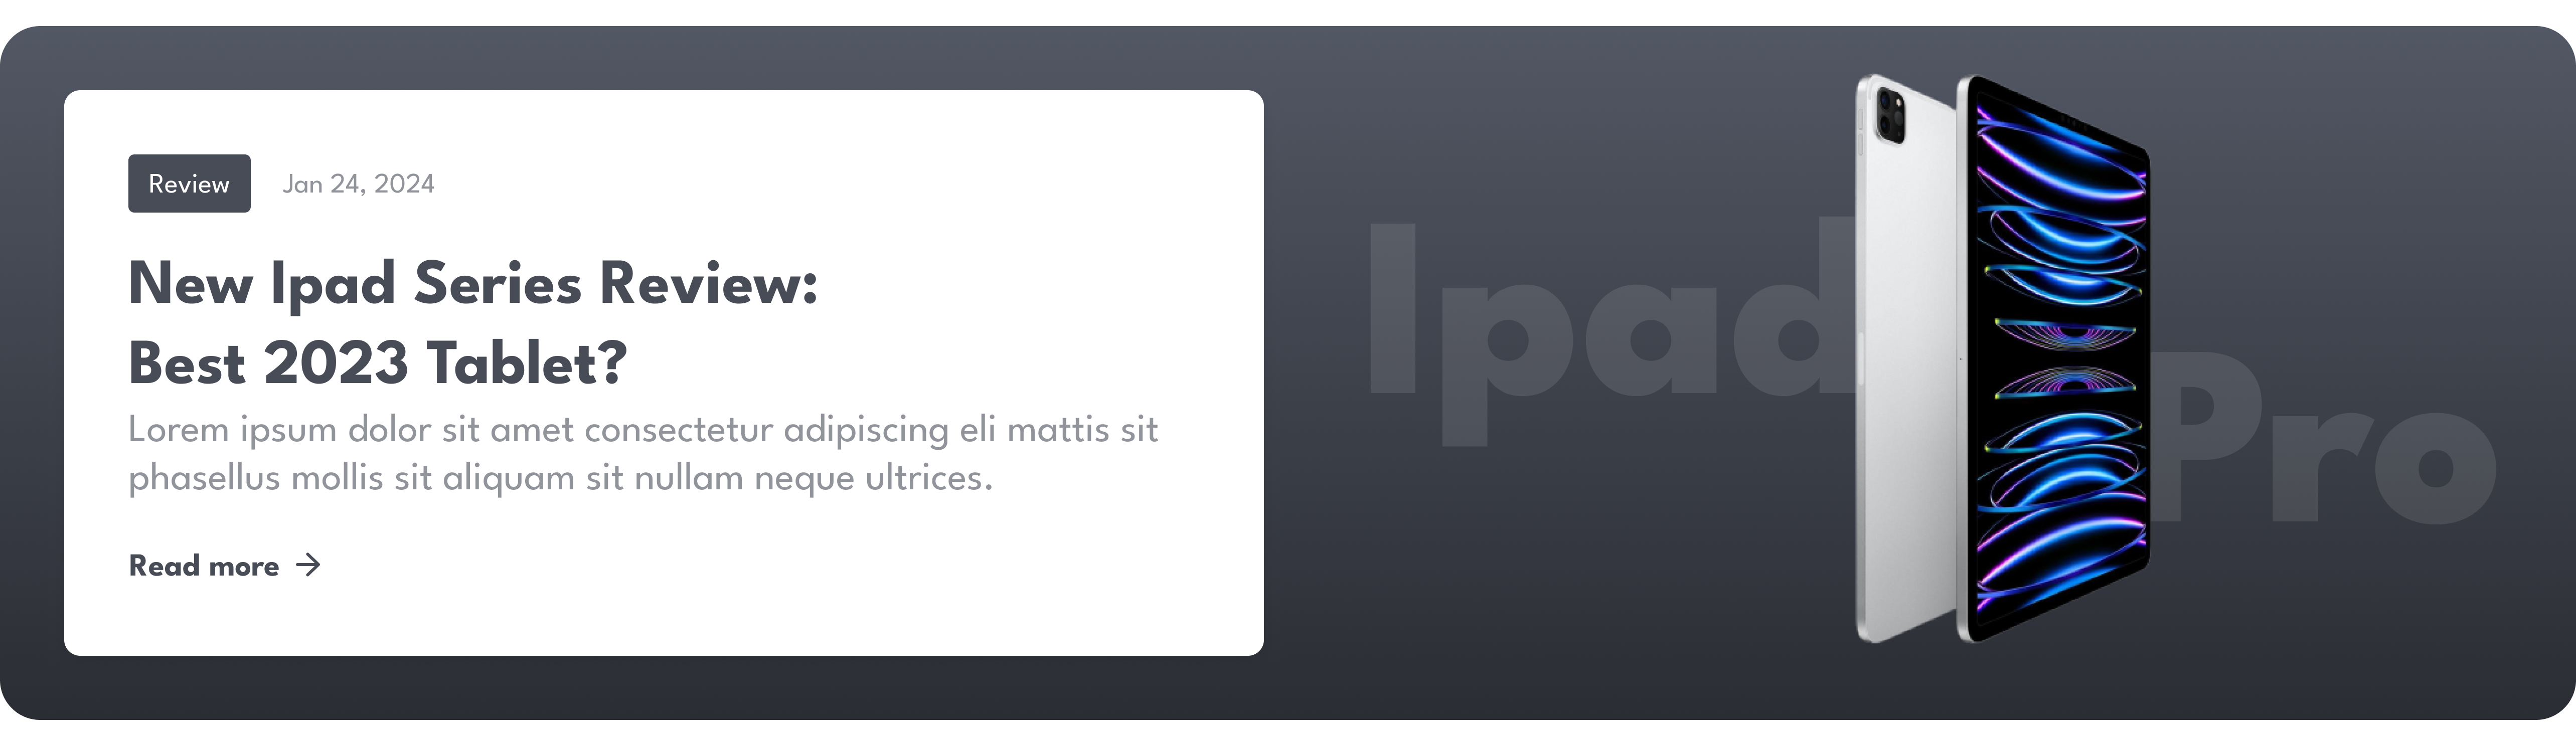 Review
Jan 24, 2024
New Ipad Series Review:
Best 2023 Tablet?
Lorem ipsum dolor sit amet consectetur adipiscing eli mattis sit
phasellus mollis sit aliquam sit nullam neque ultrices.
Read more →
Ipad
Pro